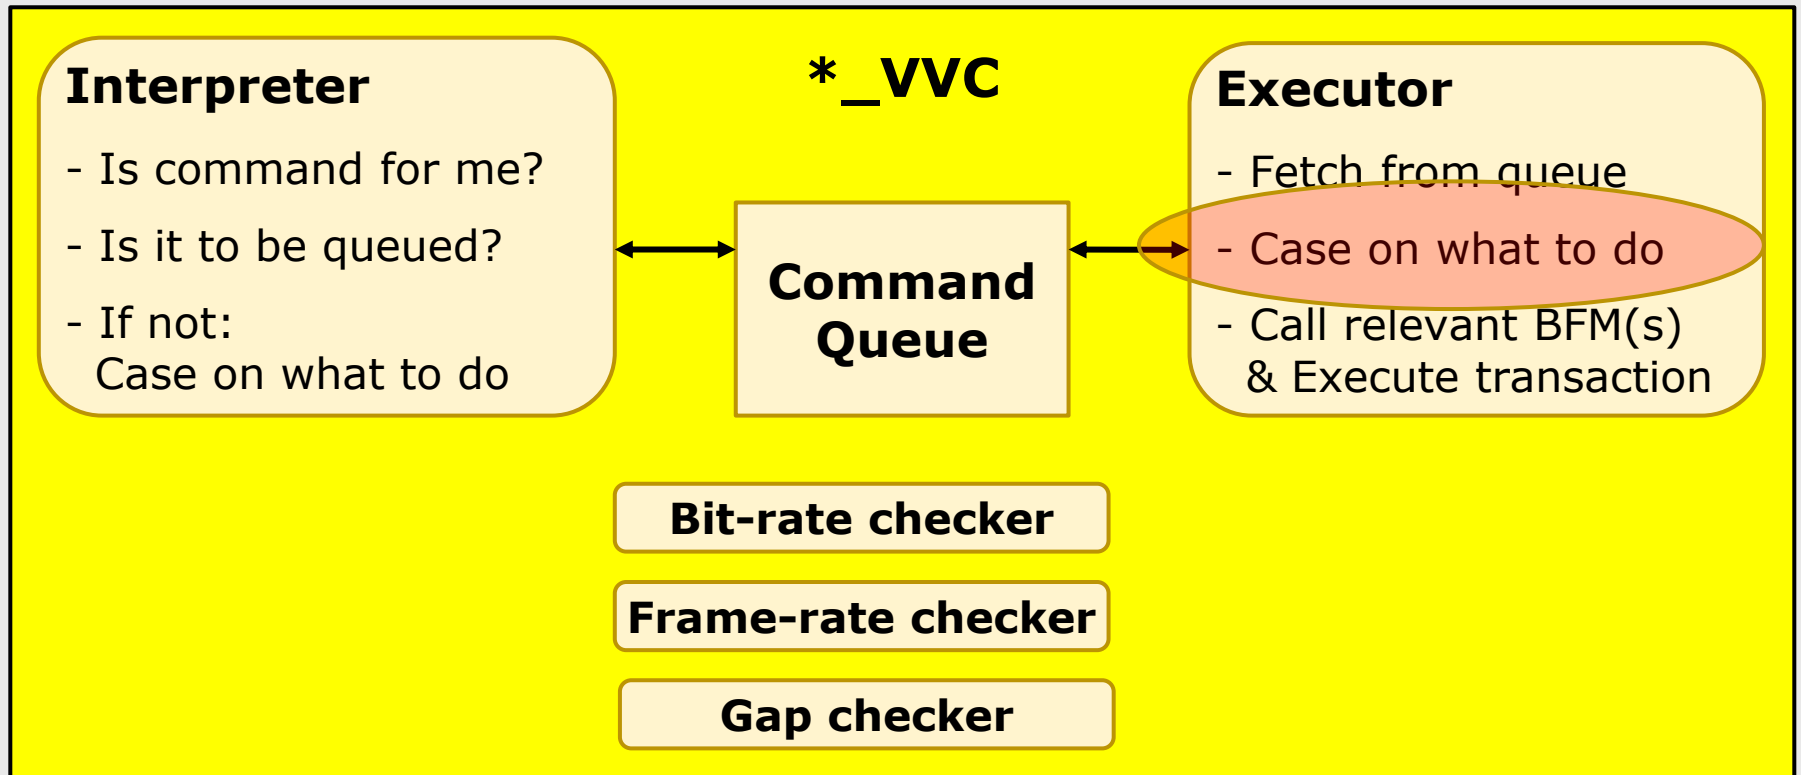 *_VVC
Interpreter
- Is command for me?
- Is it to be queued?
- If not:
Case on what to do
Command
Queue
Executor
- Fetch from queue
- Case on what to do
- Call relevant BFM(s)
& Execute transaction
Bit-rate checker
Frame-rate checker
Gap checker